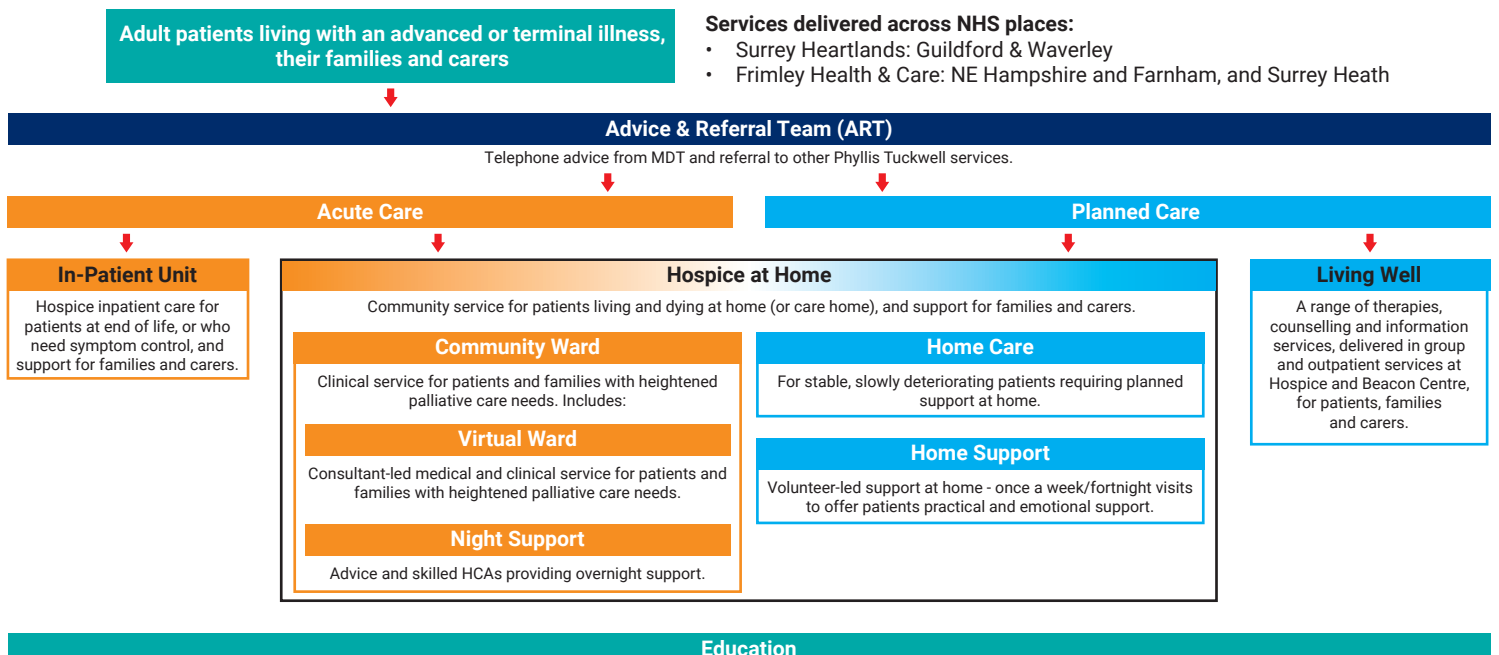 Adult patients living with an advanced or terminal illness,
their families and carers
Services delivered across NHS places:
• Surrey Heartlands: Guildford & Waverley
• Frimley Health & Care: NE Hampshire and Farnham, and Surrey Heath
Advice & Referral Team (ART)
Telephone advice from MDT and referral to other Phyllis Tuckwell services.
Acute Care
Planned Care
In-Patient Unit
Hospice inpatient care for
patients at end of life, or who
need symptom control, and
support for families and carers.
Hospice at Home
Community service for patients living and dying at home (or care home), and support for families and carers.
Community Ward
Clinical service for patients and families with heightened
palliative care needs. Includes:
Virtual Ward
Consultant-led medical and clinical service for patients and
families with heightened palliative care needs.
Night Support
Advice and skilled HCAs providing overnight support.
Home Care
For stable, slowly deteriorating patients requiring planned
support at home.
Home Support
Volunteer-led support at home - once a week/fortnight visits
to offer patients practical and emotional support.
Living Well
A range of therapies,
counselling and information
services, delivered in group
and outpatient services at
Hospice and Beacon Centre,
for patients, families
and carers.
Education